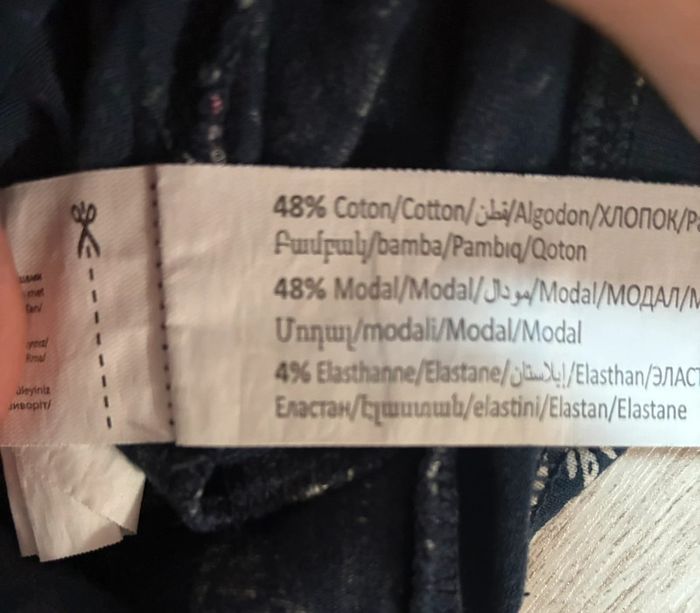 48% Coton/Cotton/قطن/Algodon/ХЛОПОК/
Բամբակ/bamba/Pambıq/Qoton
48% Modal/Modal/مودال/Modal/МОДАЛ/
Մոդալ/modali/Modal/Modal
4% Elasthanne/Elastane/إيلاستان/Elasthan/ЭЛАСТ
Еластан/Էլաստան/elastini/Elastan/Elastane